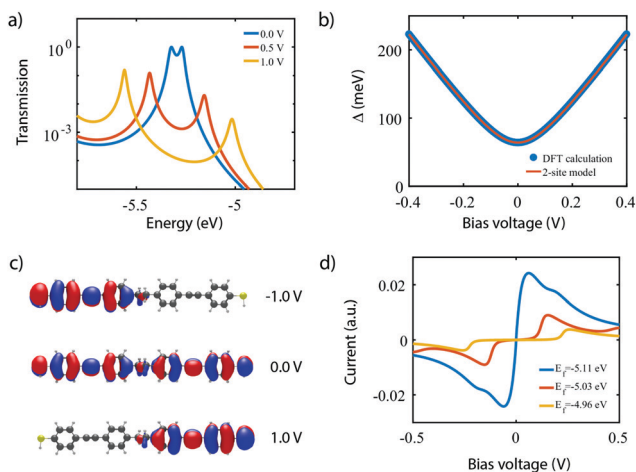 a)
Transmission
10⁰
10⁻³
-5.5
-5
Energy (eV)
0.0 V
0.5 V
1.0 V
b)
Δ (meV)
200
100
0
-0.4
-0.2
0
0.2
0.4
Bias voltage (V)
DFT calculation
2-site model
c)
-1.0 V
0.0 V
1.0 V
d)
Current (a.u.)
0.02
0
-0.02
-0.5
0
0.5
Bias voltage (V)
E_f=-5.11 eV
E_f=-5.03 eV
E_f=-4.96 eV